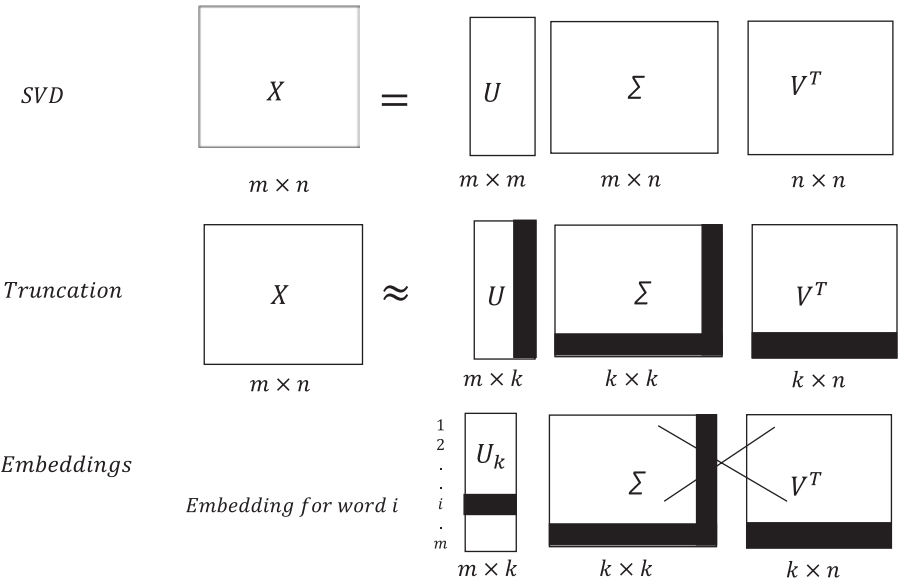 SVD X = U Σ V^T
m × n m × m m × n n × n
Truncation X ≈ U Σ V^T
m × n m × k k × k k × n
Embeddings
1
2
.
.
i
.
m
U_k Σ V^T
Embedding for word i
m × k k × k k × n